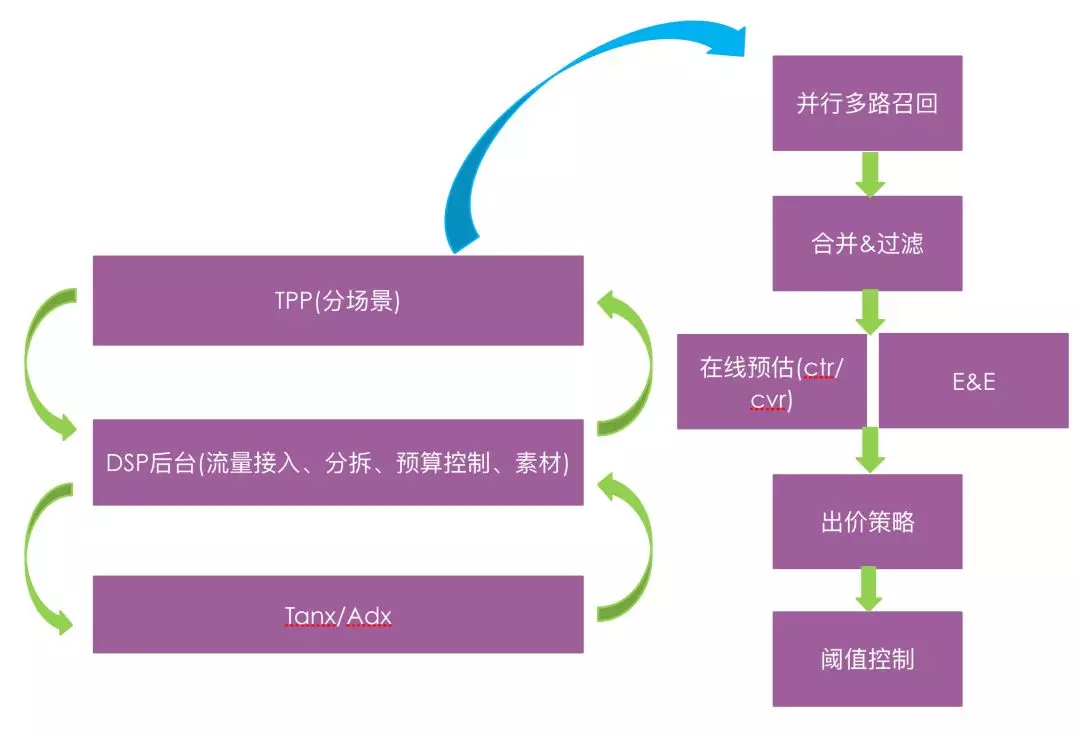 TPP(分场景)
DSP后台(流量接入、分拆、预算控制、素材)
Tanx/Adx
并行多路召回
合并&过滤
在线预估(ctr/
cvr)
E&E
出价策略
阈值控制